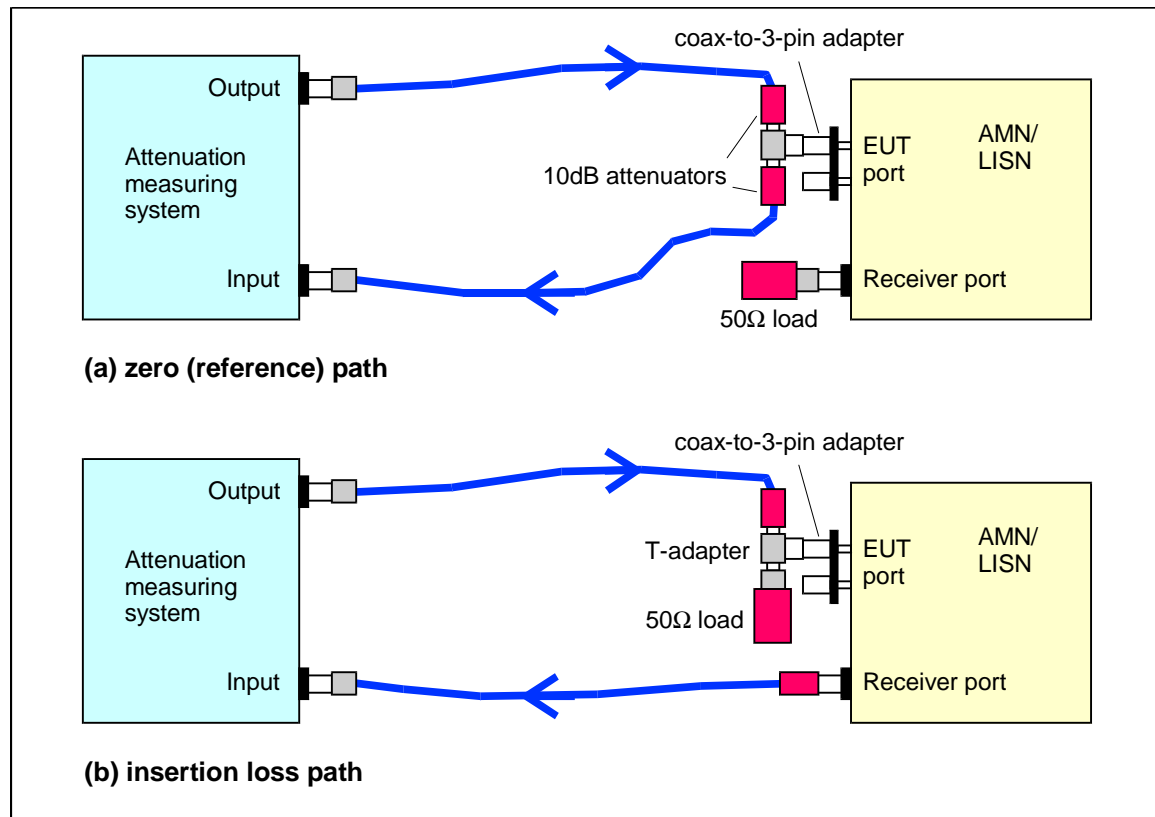 coax-to-3-pin adapter
Output
EUT
port
AMN/
LISN
Attenuation
measuring
system
10dB attenuators
Input
Receiver port
50Ω load
(a) zero (reference) path
coax-to-3-pin adapter
Output
T-adapter
EUT
port
AMN/
LISN
Attenuation
measuring
system
50Ω load
Input
Receiver port
(b) insertion loss path